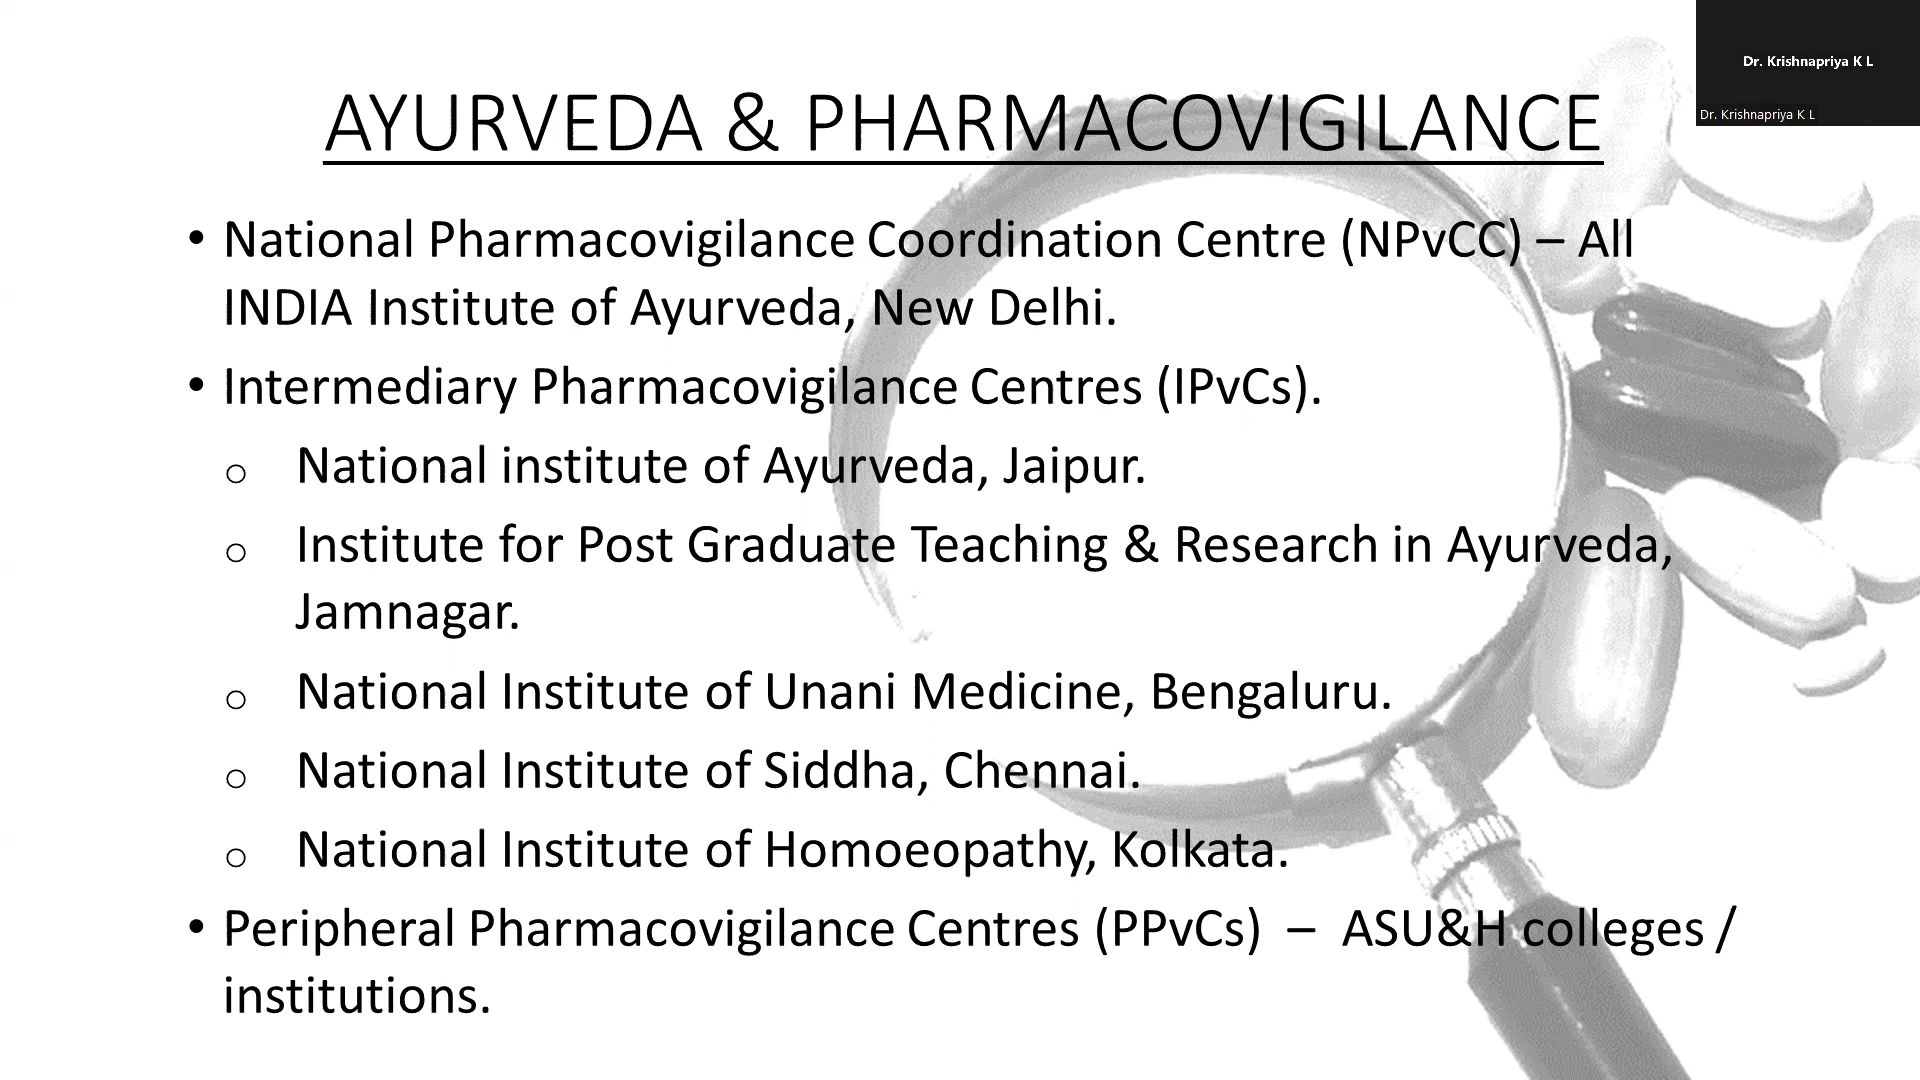 AYURVEDA & PHARMACOVIGILANCE
Dr. Krishnapriya K L
Dr. Krishnapriya K L
• National Pharmacovigilance Coordination Centre (NPvCC) – All
INDIA Institute of Ayurveda, New Delhi.
• Intermediary Pharmacovigilance Centres (IPvCs).
o National institute of Ayurveda, Jaipur.
o Institute for Post Graduate Teaching & Research in Ayurveda,
Jamnagar.
o National Institute of Unani Medicine, Bengaluru.
o National Institute of Siddha, Chennai.
o National Institute of Homoeopathy, Kolkata.
• Peripheral Pharmacovigilance Centres (PPvCs) – ASU&H colleges /
institutions.